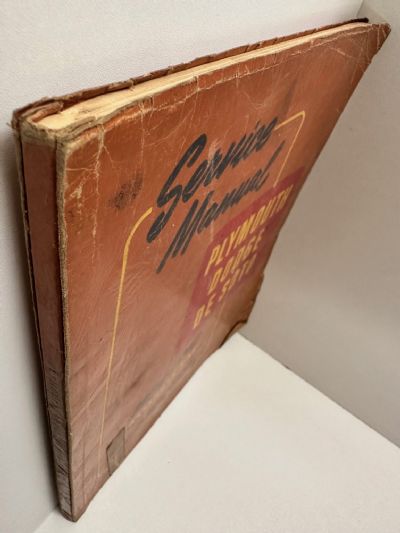 Service
Manual
PLYMOUTH
DODGE
DE SOTO